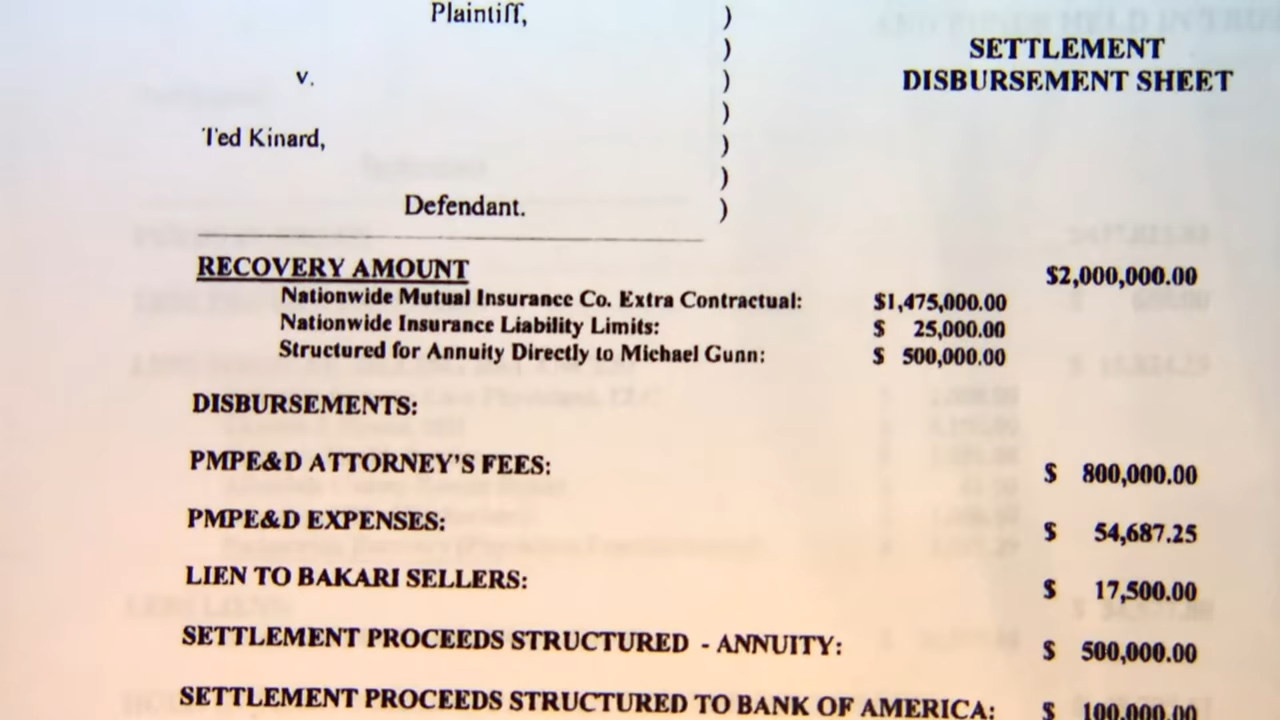 Plaintiff, )
SETTLEMENT
)
DISBURSEMENT SHEET
v. )
)
Ted Kinard, )
)
Defendant. )
RECOVERY AMOUNT $2,000,000.00
Nationwide Mutual Insurance Co. Extra Contractual: $1,475,000.00
Nationwide Insurance Liability Limits: $ 25,000.00
Structured for Annuity Directly to Michael Gunn: $ 500,000.00
DISBURSEMENTS:
PMPE&D ATTORNEY'S FEES: $ 800,000.00
PMPE&D EXPENSES: $ 54,687.25
LIEN TO BAKARI SELLERS: $ 17,500.00
SETTLEMENT PROCEEDS STRUCTURED - ANNUITY: $ 500,000.00
SETTLEMENT PROCEEDS STRUCTURED TO BANK OF AMERICA: $ 100,000.00